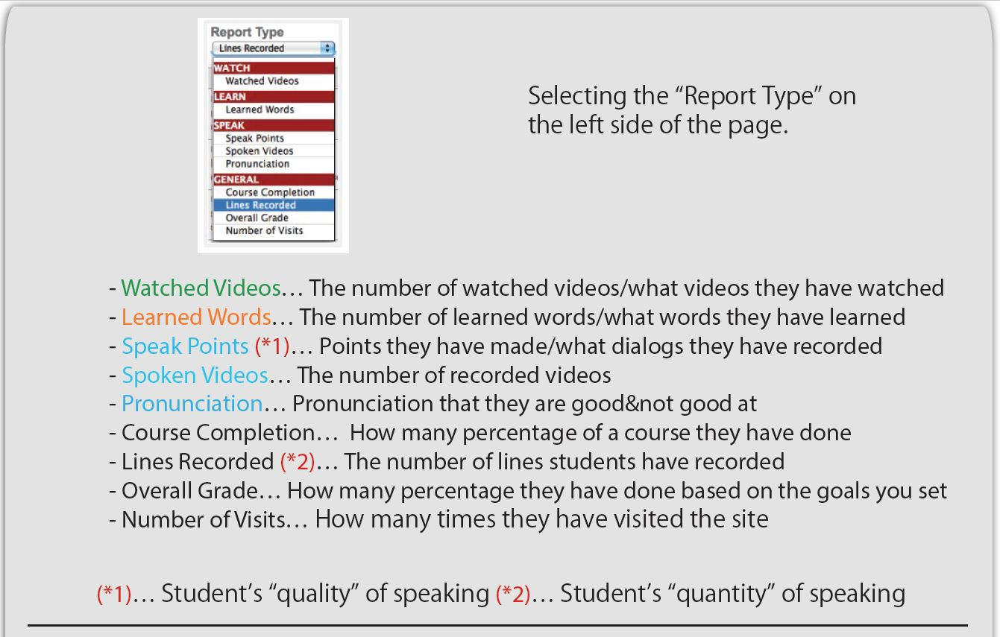 Report Type
Lines Recorded
WATCH
Watched Videos
LEARN
Learned Words
SPEAK
Speak Points
Spoken Videos
Pronunciation
GENERAL
Course Completion
Lines Recorded
Overall Grade
Number of Visits
Selecting the “Report Type” on
the left side of the page.
- Watched Videos… The number of watched videos/what videos they have watched
- Learned Words… The number of learned words/what words they have learned
- Speak Points (*1)… Points they have made/what dialogs they have recorded
- Spoken Videos… The number of recorded videos
- Pronunciation… Pronunciation that they are good&not good at
- Course Completion… How many percentage of a course they have done
- Lines Recorded (*2)… The number of lines students have recorded
- Overall Grade… How many percentage they have done based on the goals you set
- Number of Visits… How many times they have visited the site
(*1)… Student’s “quality” of speaking (*2)… Student’s “quantity” of speaking